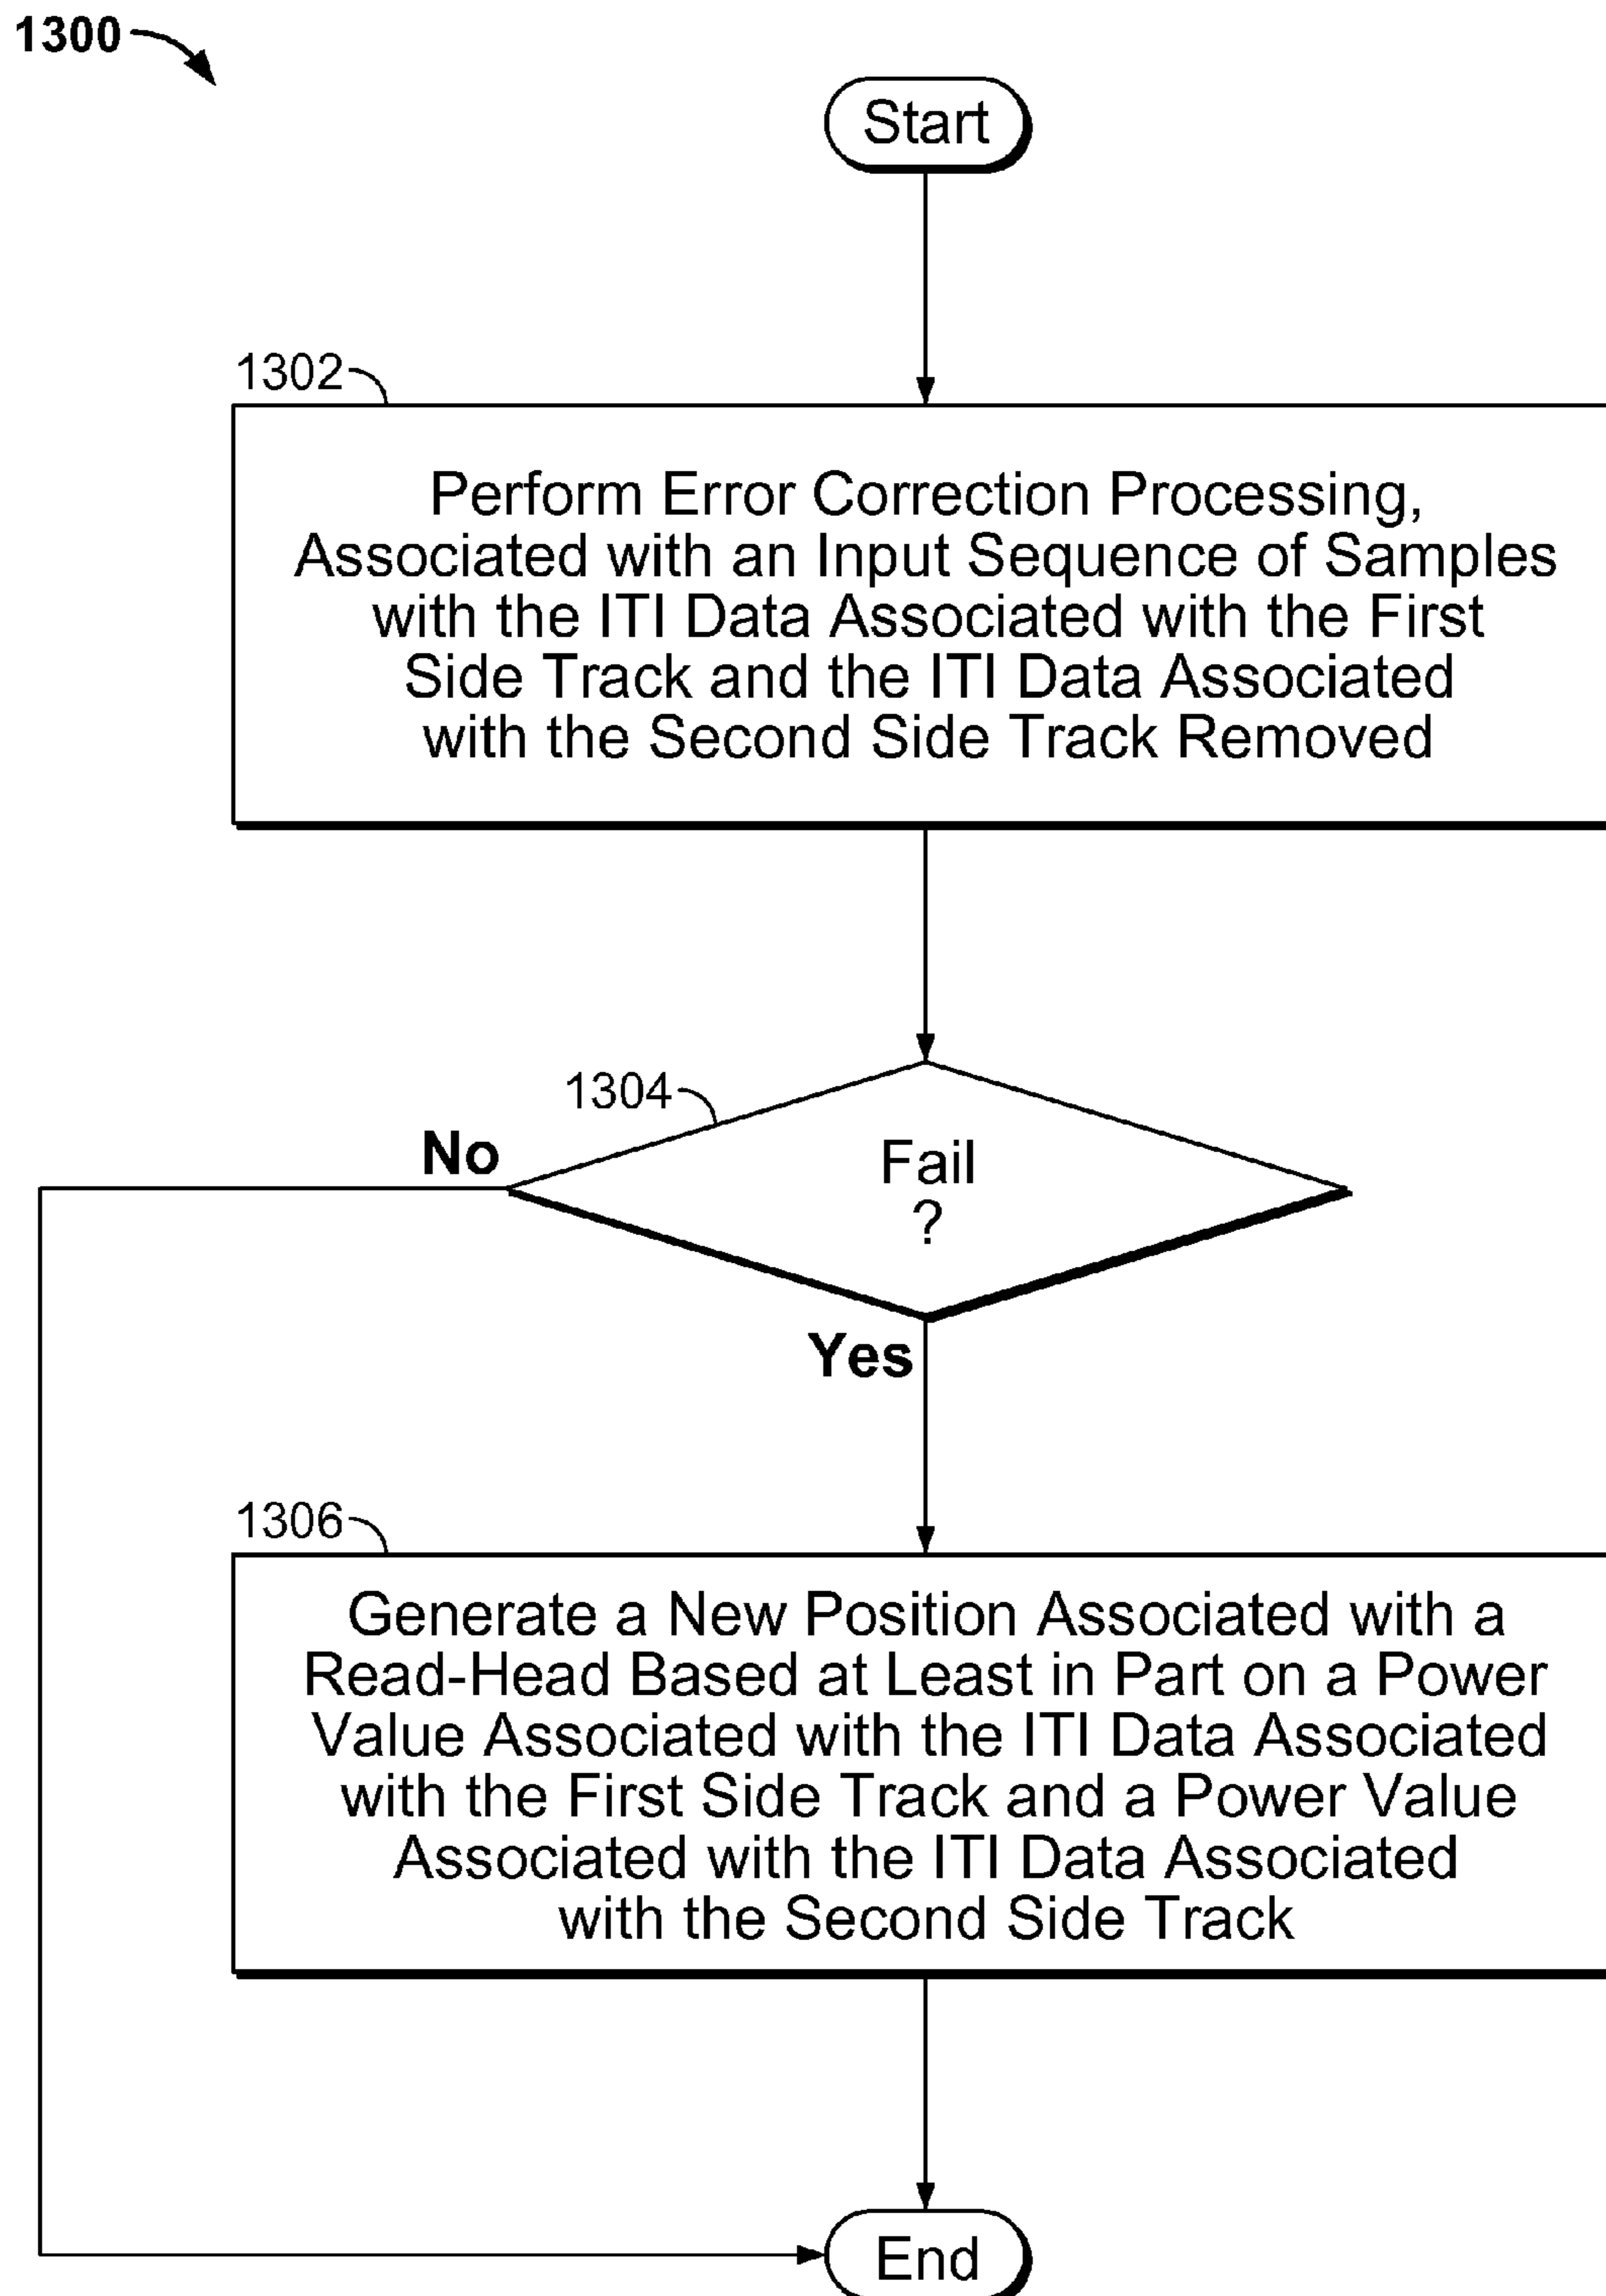 1300
Start
1302
Perform Error Correction Processing,
Associated with an Input Sequence of Samples
with the ITI Data Associated with the First
Side Track and the ITI Data Associated
with the Second Side Track Removed
1304
No
Fail
?
Yes
1306
Generate a New Position Associated with a
Read-Head Based at Least in Part on a Power
Value Associated with the ITI Data Associated
with the First Side Track and a Power Value
Associated with the ITI Data Associated
with the Second Side Track
End